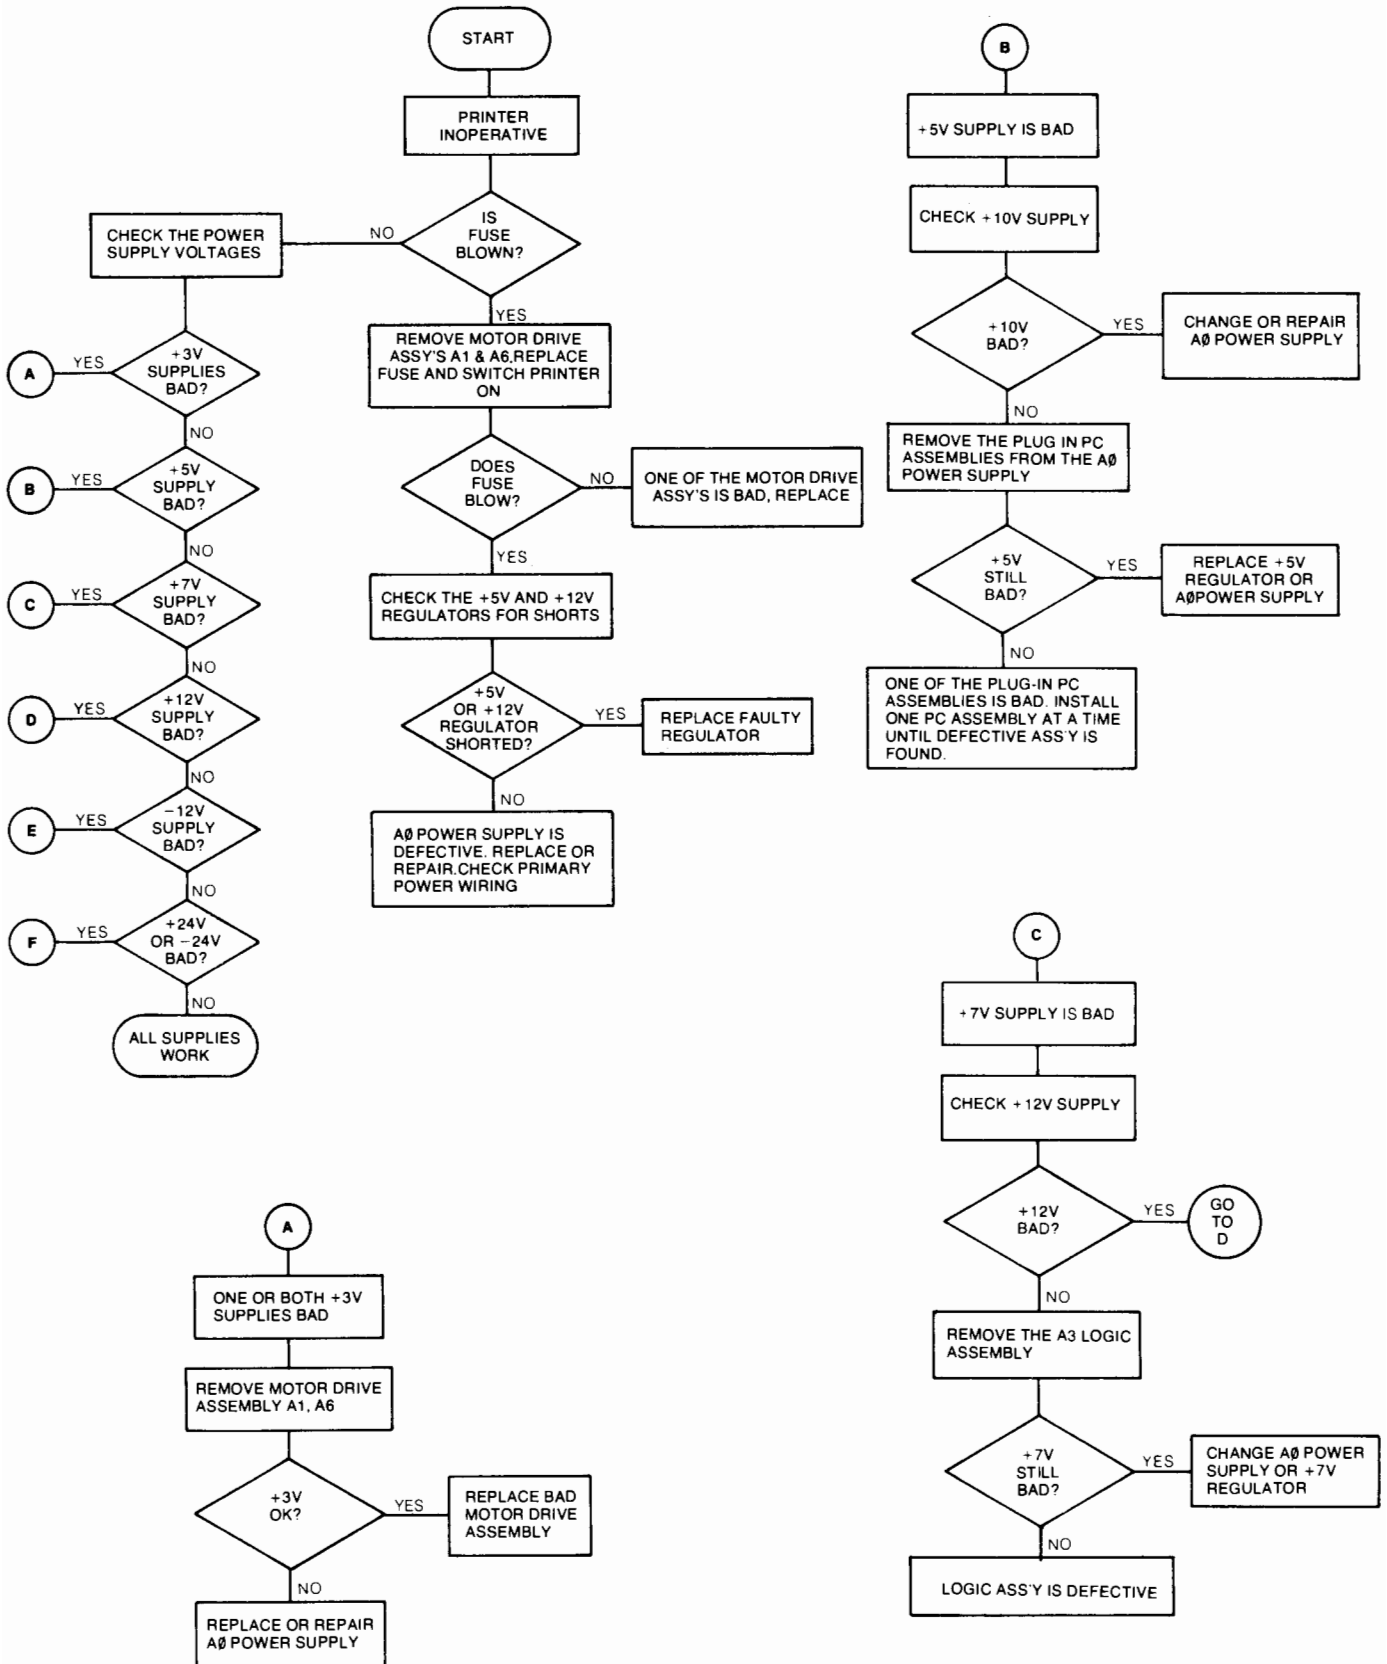 START
PRINTER
INOPERATIVE
IS
FUSE
BLOWN?
NO
CHECK THE POWER
SUPPLY VOLTAGES
YES
REMOVE MOTOR DRIVE
ASSY'S A1 & A6,REPLACE
FUSE AND SWITCH PRINTER
ON
DOES
FUSE
BLOW?
NO
ONE OF THE MOTOR DRIVE
ASSY'S IS BAD, REPLACE
YES
CHECK THE +5V AND +12V
REGULATORS FOR SHORTS
+5V
OR +12V
REGULATOR
SHORTED?
YES
REPLACE FAULTY
REGULATOR
NO
AØ POWER SUPPLY IS
DEFECTIVE. REPLACE OR
REPAIR.CHECK PRIMARY
POWER WIRING
+3V
SUPPLIES
BAD?
YES
A
NO
+5V
SUPPLY
BAD?
YES
B
NO
+7V
SUPPLY
BAD?
YES
C
NO
+12V
SUPPLY
BAD?
YES
D
NO
−12V
SUPPLY
BAD?
YES
E
NO
+24V
OR −24V
BAD?
YES
F
NO
ALL SUPPLIES
WORK
A
ONE OR BOTH +3V
SUPPLIES BAD
REMOVE MOTOR DRIVE
ASSEMBLY A1, A6
+3V
OK?
YES
REPLACE BAD
MOTOR DRIVE
ASSEMBLY
NO
REPLACE OR REPAIR
AØ POWER SUPPLY
B
+5V SUPPLY IS BAD
CHECK +10V SUPPLY
+10V
BAD?
YES
CHANGE OR REPAIR
AØ POWER SUPPLY
NO
REMOVE THE PLUG IN PC
ASSEMBLIES FROM THE AØ
POWER SUPPLY
+5V
STILL
BAD?
YES
REPLACE +5V
REGULATOR OR
AØPOWER SUPPLY
NO
ONE OF THE PLUG-IN PC
ASSEMBLIES IS BAD. INSTALL
ONE PC ASSEMBLY AT A TIME
UNTIL DEFECTIVE ASS'Y IS
FOUND.
C
+7V SUPPLY IS BAD
CHECK +12V SUPPLY
+12V
BAD?
YES
GO
TO
D
NO
REMOVE THE A3 LOGIC
ASSEMBLY
+7V
STILL
BAD?
YES
CHANGE AØ POWER
SUPPLY OR +7V
REGULATOR
NO
LOGIC ASS'Y IS DEFECTIVE